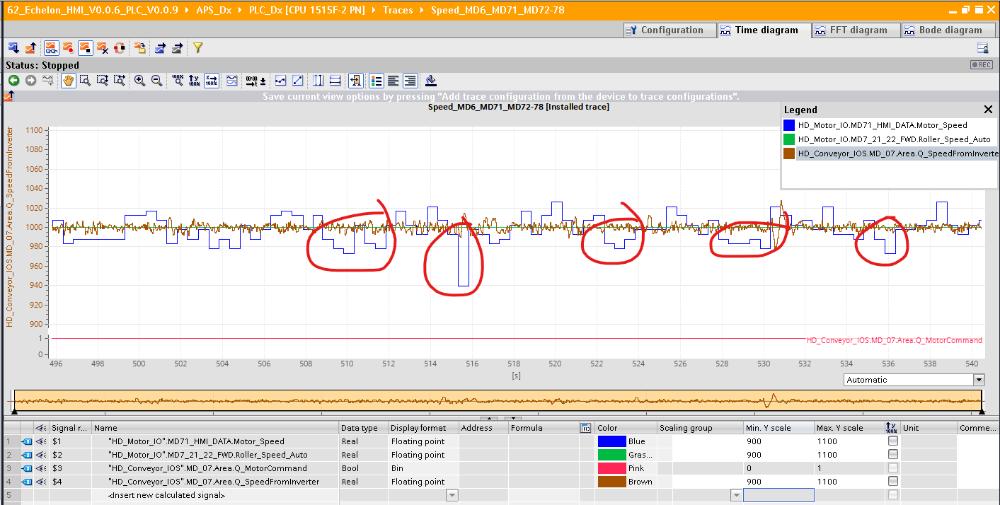 62_Echelon_HMI_V0.0.6_PLC_V0.0.9 APS_Dx PLC_Dx [CPU 1515F-2 PN] Traces Speed_MD6_MD71_MD72-78
Configuration Time diagram FFT diagram Bode diagram
Status: Stopped
REC
Save current view options by pressing "Add trace configuration from the device to trace configurations".
Speed_MD6_MD71_MD72-78 [Installed trace]
Legend
HD_Motor_IO.MD71_HMI_DATA.Motor_Speed
HD_Motor_IO.MD7_21_22_FWD.Roller_Speed_Auto
HD_Conveyor_IOS.MD_07.Area.Q_SpeedFromInverte
HD_Conveyor_IOS.MD_07.Area.Q_SpeedFromInverter
1100
1080
1060
1040
1020
1000
980
960
940
920
900
1
HD_Conveyor_IOS.MD_07.Area.Q_MotorCommand
0
496 498 500 502 504 506 508 510 512 514 516 518 520 522 524 526 528 530 532 534 536 538 540
[s]
Automatic
Signal r... Name Data type Display format Address Formula Color Scaling group Min. Y scale Max. Y scale Unit Comme...
1 $1 "HD_Motor_IO".MD71_HMI_DATA.Motor_Speed Real Floating point Blue 900 1100
2 $2 "HD_Motor_IO".MD7_21_22_FWD.Roller_Speed_Auto Real Floating point Gras... 900 1100
3 $3 "HD_Conveyor_IOS".MD_07.Area.Q_MotorCommand Bool Bin Pink 0 1
4 $4 "HD_Conveyor_IOS".MD_07.Area.Q_SpeedFromInverter Real Floating point Brown 900 1100
5 <Insert new calculated signal>